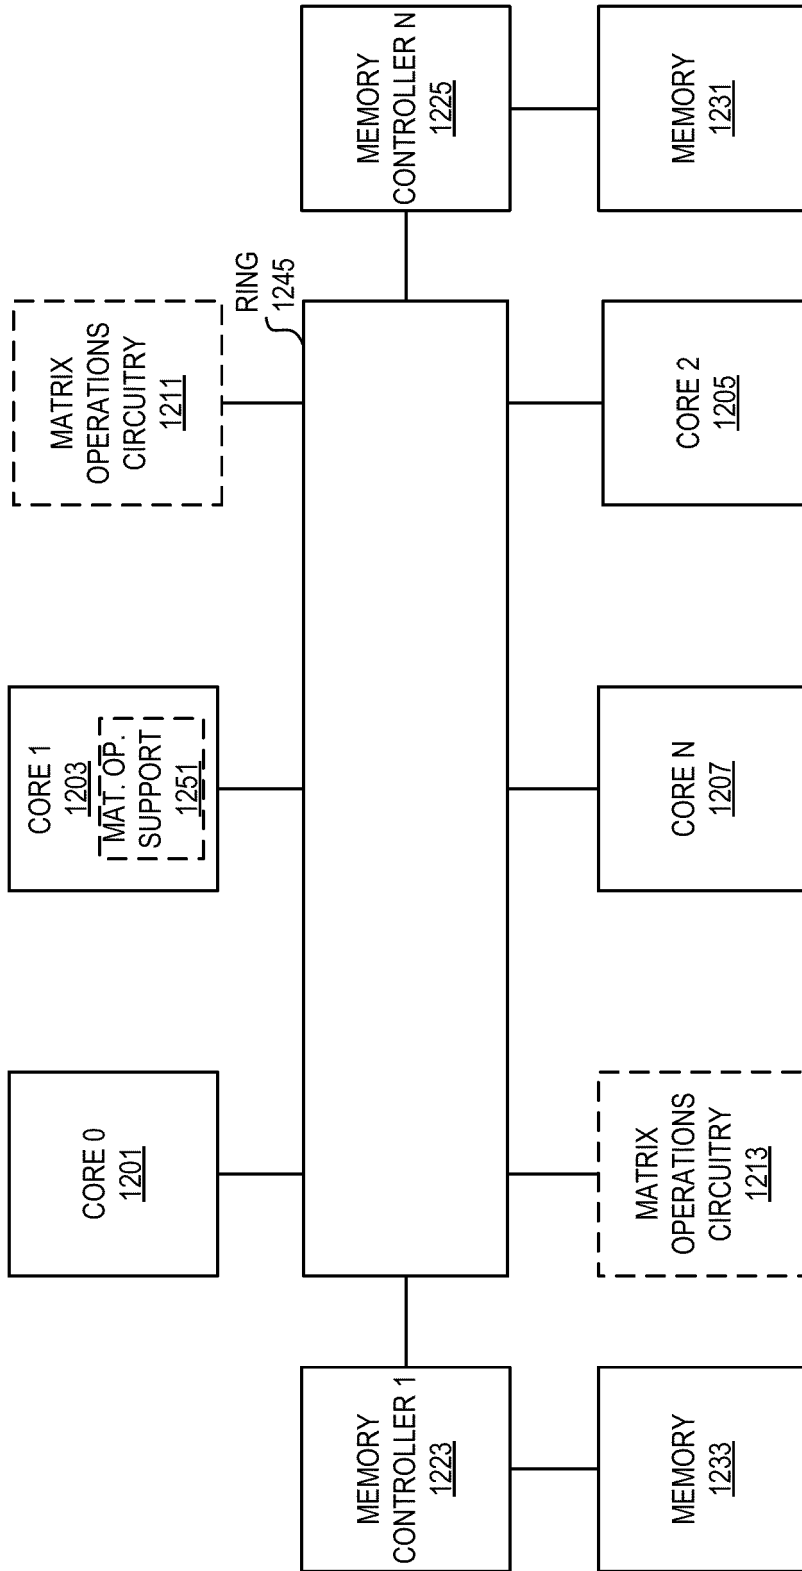 CORE 0
1201
CORE 1
1203
MAT. OP.
SUPPORT
1251
MATRIX
OPERATIONS
CIRCUITRY
1211
RING
1245
MEMORY
CONTROLLER 1
1223
MEMORY
CONTROLLER N
1225
MEMORY
1233
MATRIX
OPERATIONS
CIRCUITRY
1213
CORE N
1207
CORE 2
1205
MEMORY
1231